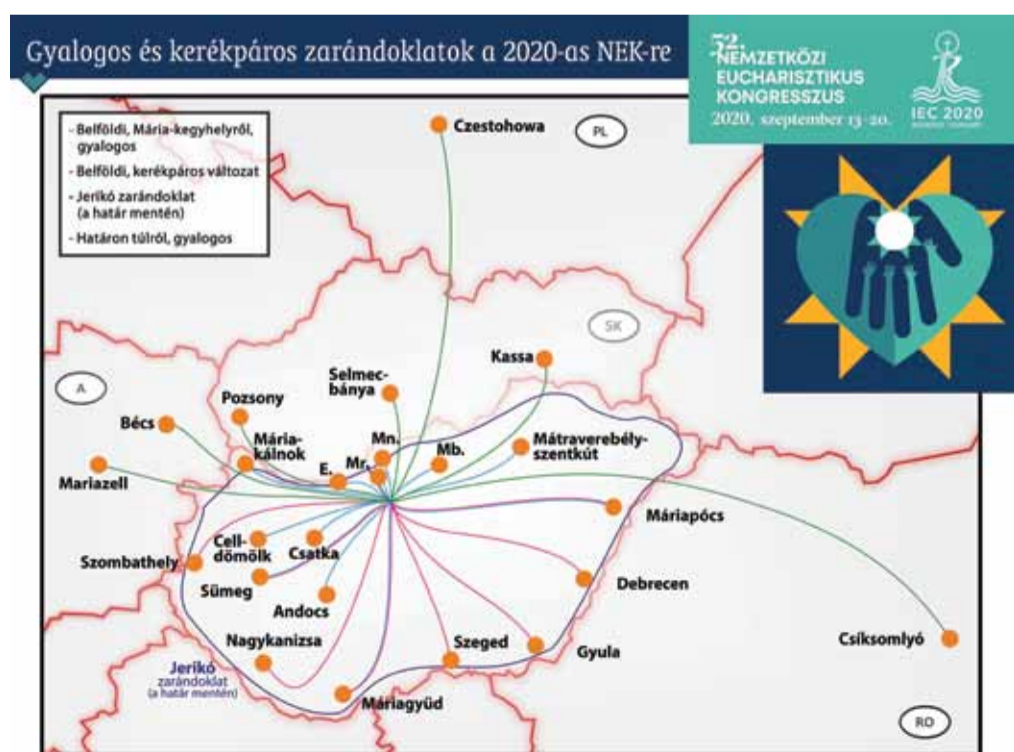 Gyalogos és kerékpáros zarándoklatok a 2020-as NEK-re
52.
NEMZETKÖZI
EUCHARISZTIKUS
KONGRESSZUS
2020. szeptember 13-20.
IEC 2020
- Belföldi, Mária-kegyhelyről,
gyalogos
- Belföldi, kerékpáros változat
- Jerikó zarándoklat
(a határ mentén)
- Határon túlról, gyalogos
Czestohowa
PL
SK
Kassa
A
Selmec-
bánya
Pozsony
Bécs
Mária-
kálnok
Mn.
E.
Mr.
Mb.
Mátraverebély-
szentkút
Mariazell
Máriapócs
Szombathely
Cell-
dömölk
Csatka
Sümeg
Andocs
Debrecen
Nagykanizsa
Szeged
Gyula
Csíksomlyó
Jerikó
zarándoklat
(a határ mentén)
Máriagyűd
RO